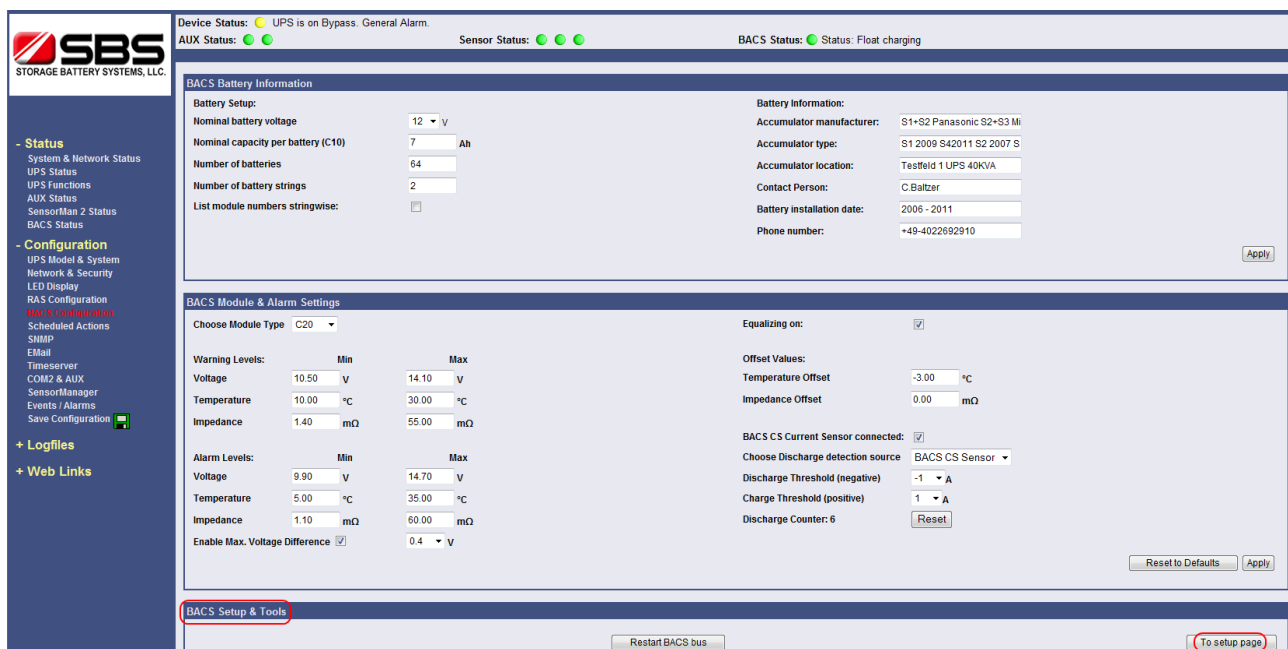 SBS
STORAGE BATTERY SYSTEMS, LLC.
Device Status: UPS is on Bypass. General Alarm.
AUX Status: Sensor Status: BACS Status: Status: Float charging
- Status
System & Network Status
UPS Status
UPS Functions
AUX Status
SensorMan 2 Status
BACS Status
- Configuration
UPS Model & System
Network & Security
LED Display
RAS Configuration
BACS Configuration
Scheduled Actions
SNMP
EMail
Timeserver
COM2 & AUX
SensorManager
Events / Alarms
Save Configuration
+ Logfiles
+ Web Links
BACS Battery Information
Battery Setup: Battery Information:
Nominal battery voltage 12 V Accumulator manufacturer: S1+S2 Panasonic S2+S3 Mi
Nominal capacity per battery (C10) 7 Ah Accumulator type: S1 2009 S42011 S2 2007 S
Number of batteries 64 Accumulator location: Testfeld 1 UPS 40KVA
Number of battery strings 2 Contact Person: C.Baltzer
List module numbers stringwise: Battery installation date: 2006 - 2011
Phone number: +49-4022692910
Apply
BACS Module & Alarm Settings
Choose Module Type C20 Equalizing on:
Warning Levels: Min Max Offset Values:
Voltage 10.50 V 14.10 V Temperature Offset -3.00 °C
Temperature 10.00 °C 30.00 °C Impedance Offset 0.00 mΩ
Impedance 1.40 mΩ 55.00 mΩ
BACS CS Current Sensor connected:
Alarm Levels: Min Max Choose Discharge detection source BACS CS Sensor
Voltage 9.90 V 14.70 V Discharge Threshold (negative) -1 A
Temperature 5.00 °C 35.00 °C Charge Threshold (positive) 1 A
Impedance 1.10 mΩ 60.00 mΩ Discharge Counter: 6 Reset
Enable Max. Voltage Difference 0.4 V
Reset to Defaults Apply
BACS Setup & Tools
Restart BACS bus To setup page